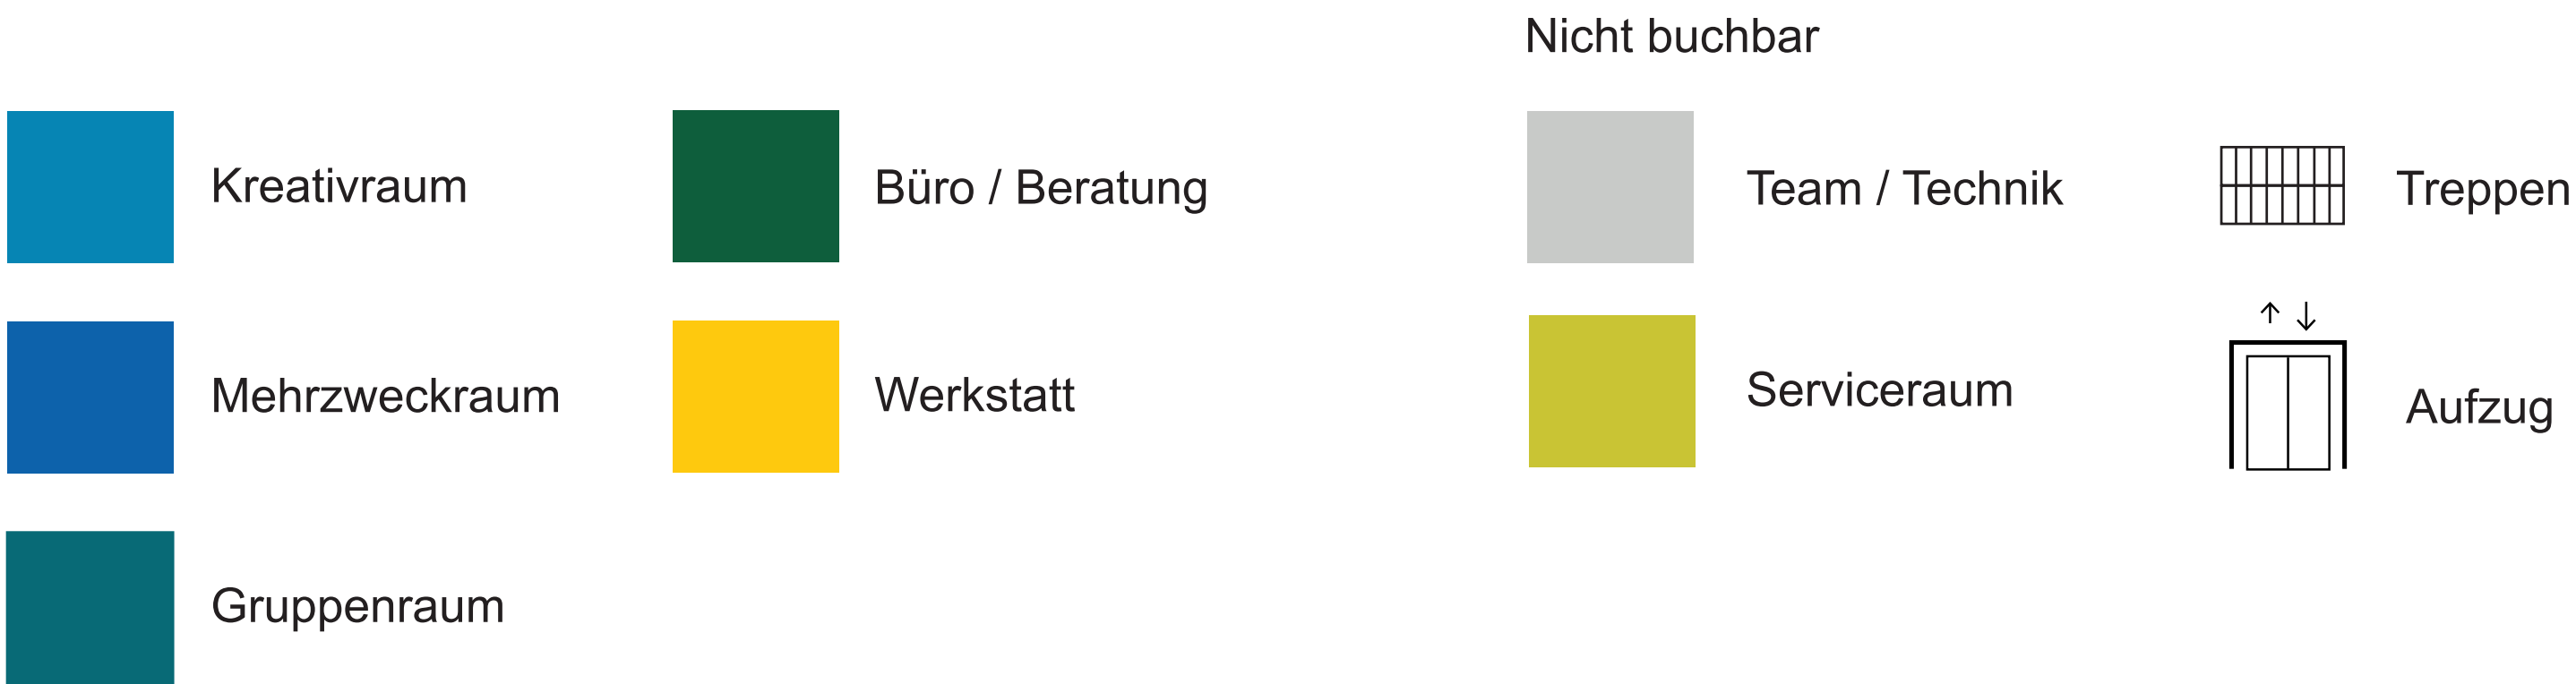 Nicht buchbar
Kreativraum
Büro / Beratung
Team / Technik
Treppen
Mehrzweckraum
Werkstatt
Serviceraum
Aufzug
Gruppenraum